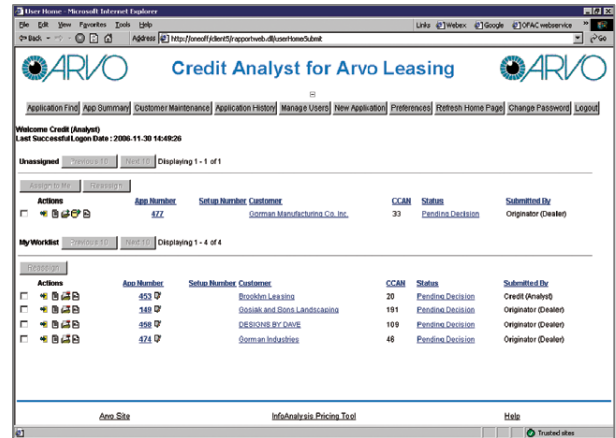 User Home - Microsoft Internet Explorer
File Edit View Favorites Tools Help
Links Webex Google OFAC webservice »
Back Address http://oneoff/client5/rapportweb.dll/userHomeSubmit Go
ARVO Credit Analyst for Arvo Leasing ARVO
Application Find App Summary Customer Maintenance Application History Manage Users New Application Preferences Refresh Home Page Change Password Logout
Welcome Credit (Analyst)
Last Successful Logon Date : 2006-11-30 14:49:26
Unassigned Previous 10 Next 10 Displaying 1 - 1 of 1
Assign to Me Reassign
Actions App Number Setup Number Customer CCAN Status Submitted By
477 Gorman Manufacturing Co. Inc. 33 Pending Decision Originator (Dealer)
My Worklist Previous 10 Next 10 Displaying 1 - 4 of 4
Reassign
Actions App Number Setup Number Customer CCAN Status Submitted By
453 Brooklyn Leasing 20 Pending Decision Credit (Analyst)
149 Gosiak and Sons Landscaping 191 Pending Decision Originator (Dealer)
458 DESIGNS BY DAVE 109 Pending Decision Originator (Dealer)
474 Gorman Industries 46 Pending Decision Originator (Dealer)
Arvo Site InfoAnalysis Pricing Tool Help
Trusted sites